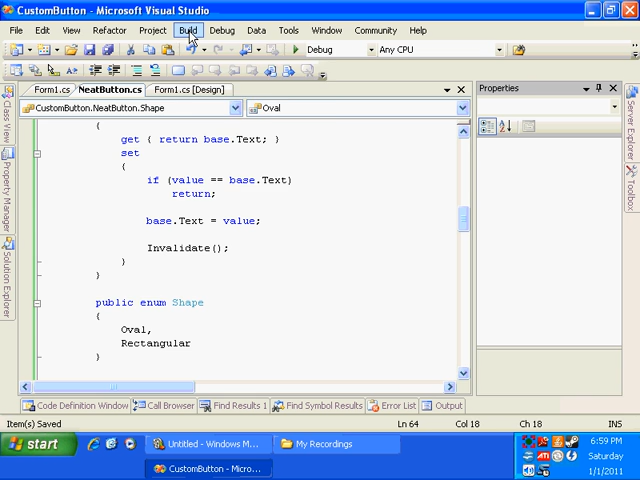 CustomButton - Microsoft Visual Studio
File Edit View Refactor Project Build Debug Data Tools Window Community Help
Debug Any CPU
Form1.cs NeatButton.cs Form1.cs [Design]
Properties
CustomButton.NeatButton.Shape Oval
Class View
Property Manager
Solution Explorer
Server Explorer
Toolbox
{
get { return base.Text; }
set
{
if (value == base.Text)
return;
base.Text = value;
Invalidate();
}
}
public enum Shape
{
Oval,
Rectangular
}
Code Definition Window Call Browser Find Results 1 Find Symbol Results Error List Output
Item(s) Saved Ln 64 Col 18 Ch 18 INS
start Untitled - Windows M... My Recordings
CustomButton - Micro...
6:59 PM
Saturday
1/1/2011